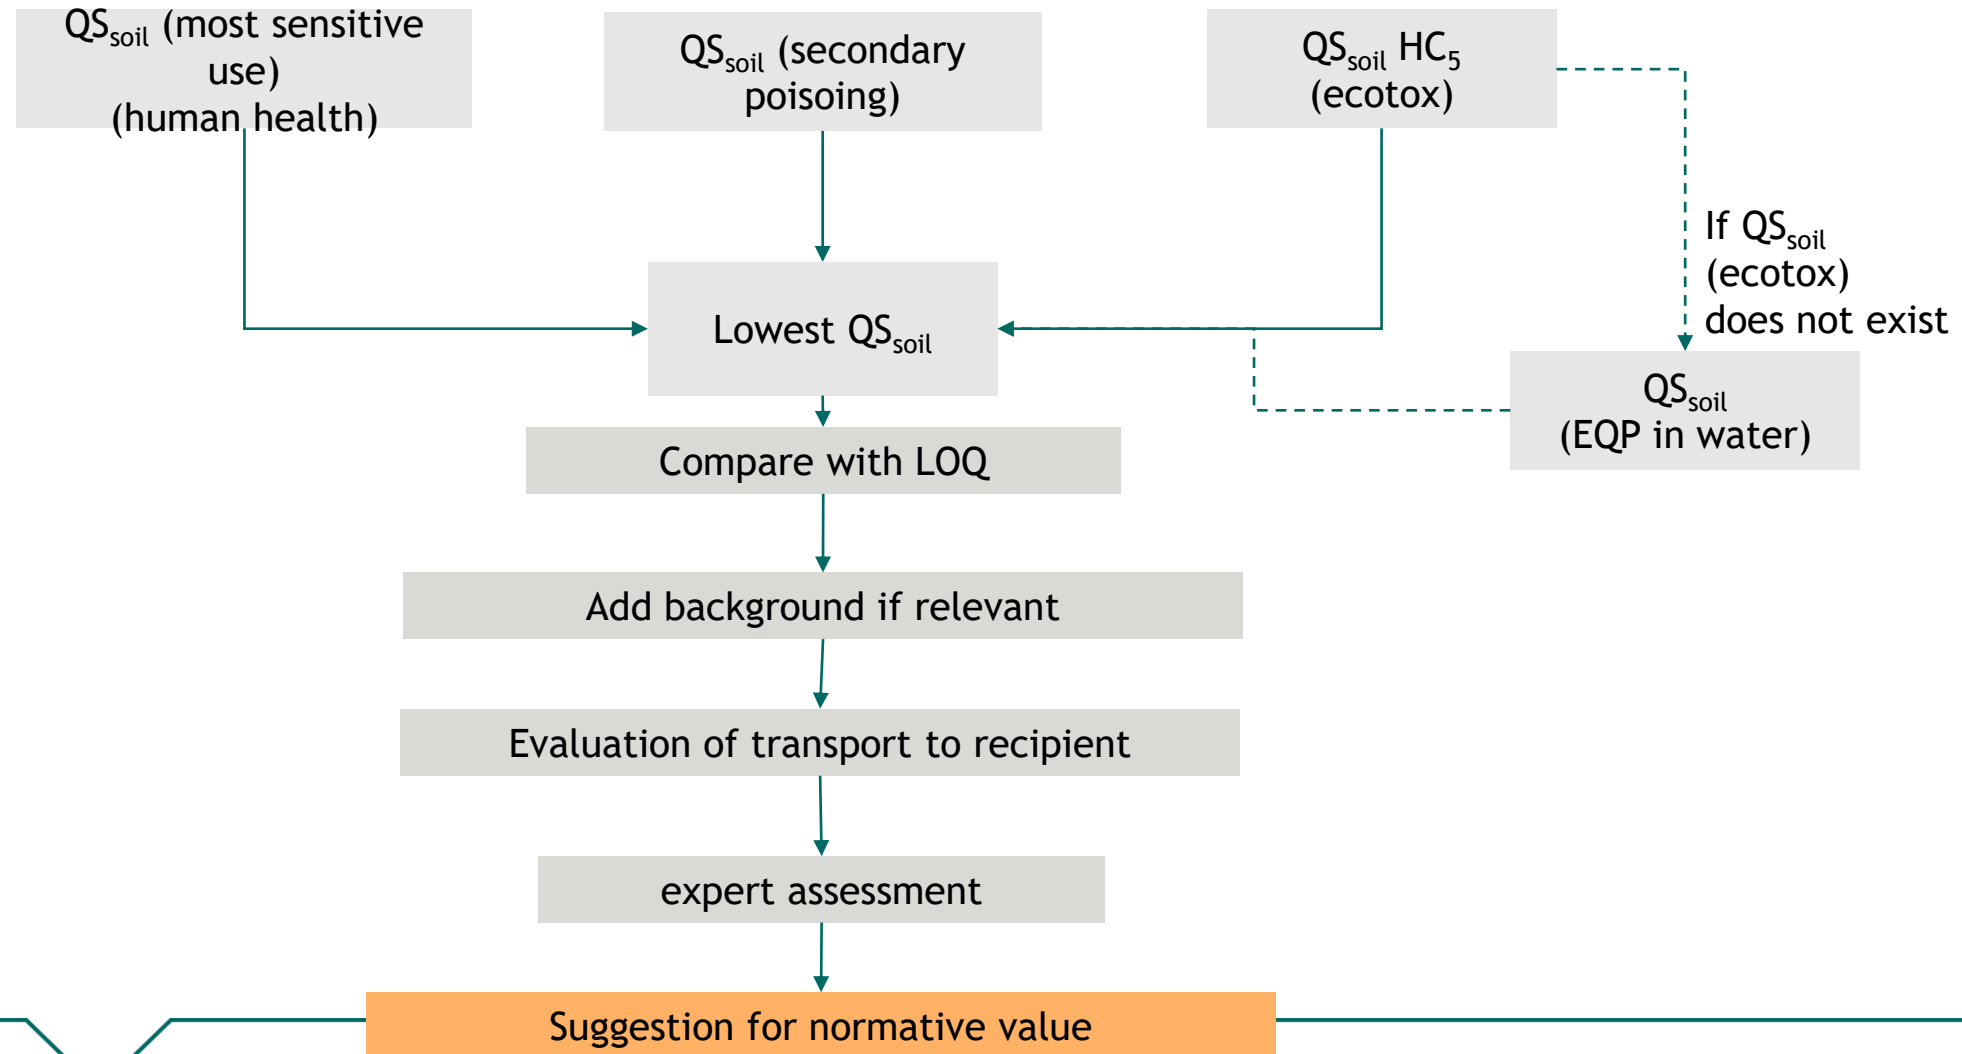 QSsoil (most sensitive
use)
(human health)
QSsoil (secondary
poisoing)
QSsoil HC5
(ecotox)
If QSsoil
(ecotox)
does not exist
Lowest QSsoil
QSsoil
(EQP in water)
Compare with LOQ
Add background if relevant
Evaluation of transport to recipient
expert assessment
Suggestion for normative value